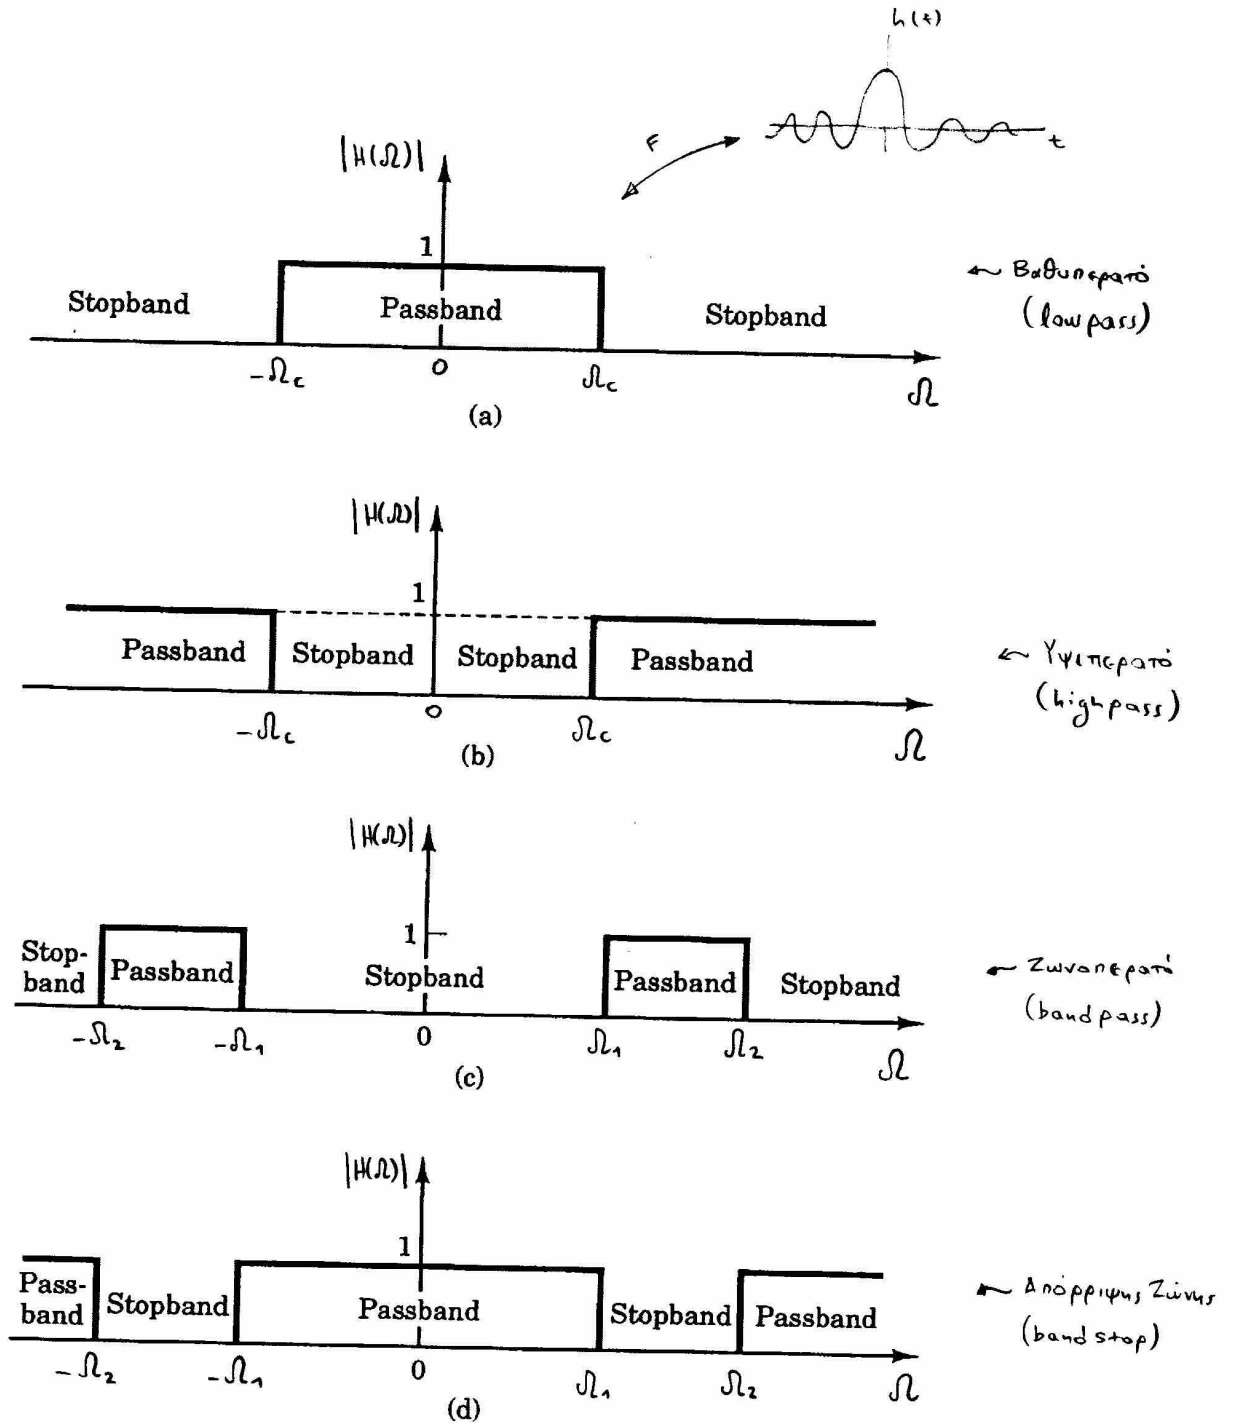 h(t)
t
F
|H(Ω)|
1
Stopband
Passband
Stopband
-Ωc
0
Ωc
Ω
(a)
← Βαθυπερατό
(lowpass)
|H(Ω)|
1
Passband
Stopband
Stopband
Passband
-Ωc
0
Ωc
Ω
(b)
← Υψιπερατό
(highpass)
|H(Ω)|
1
Stop-
band
Passband
Stopband
Passband
Stopband
-Ω2
-Ω1
0
Ω1
Ω2
Ω
(c)
← Ζωνοπερατό
(bandpass)
|H(Ω)|
1
Pass-
band
Stopband
Passband
Stopband
Passband
-Ω2
-Ω1
0
Ω1
Ω2
Ω
(d)
← Απόρριψης Ζώνης
(bandstop)